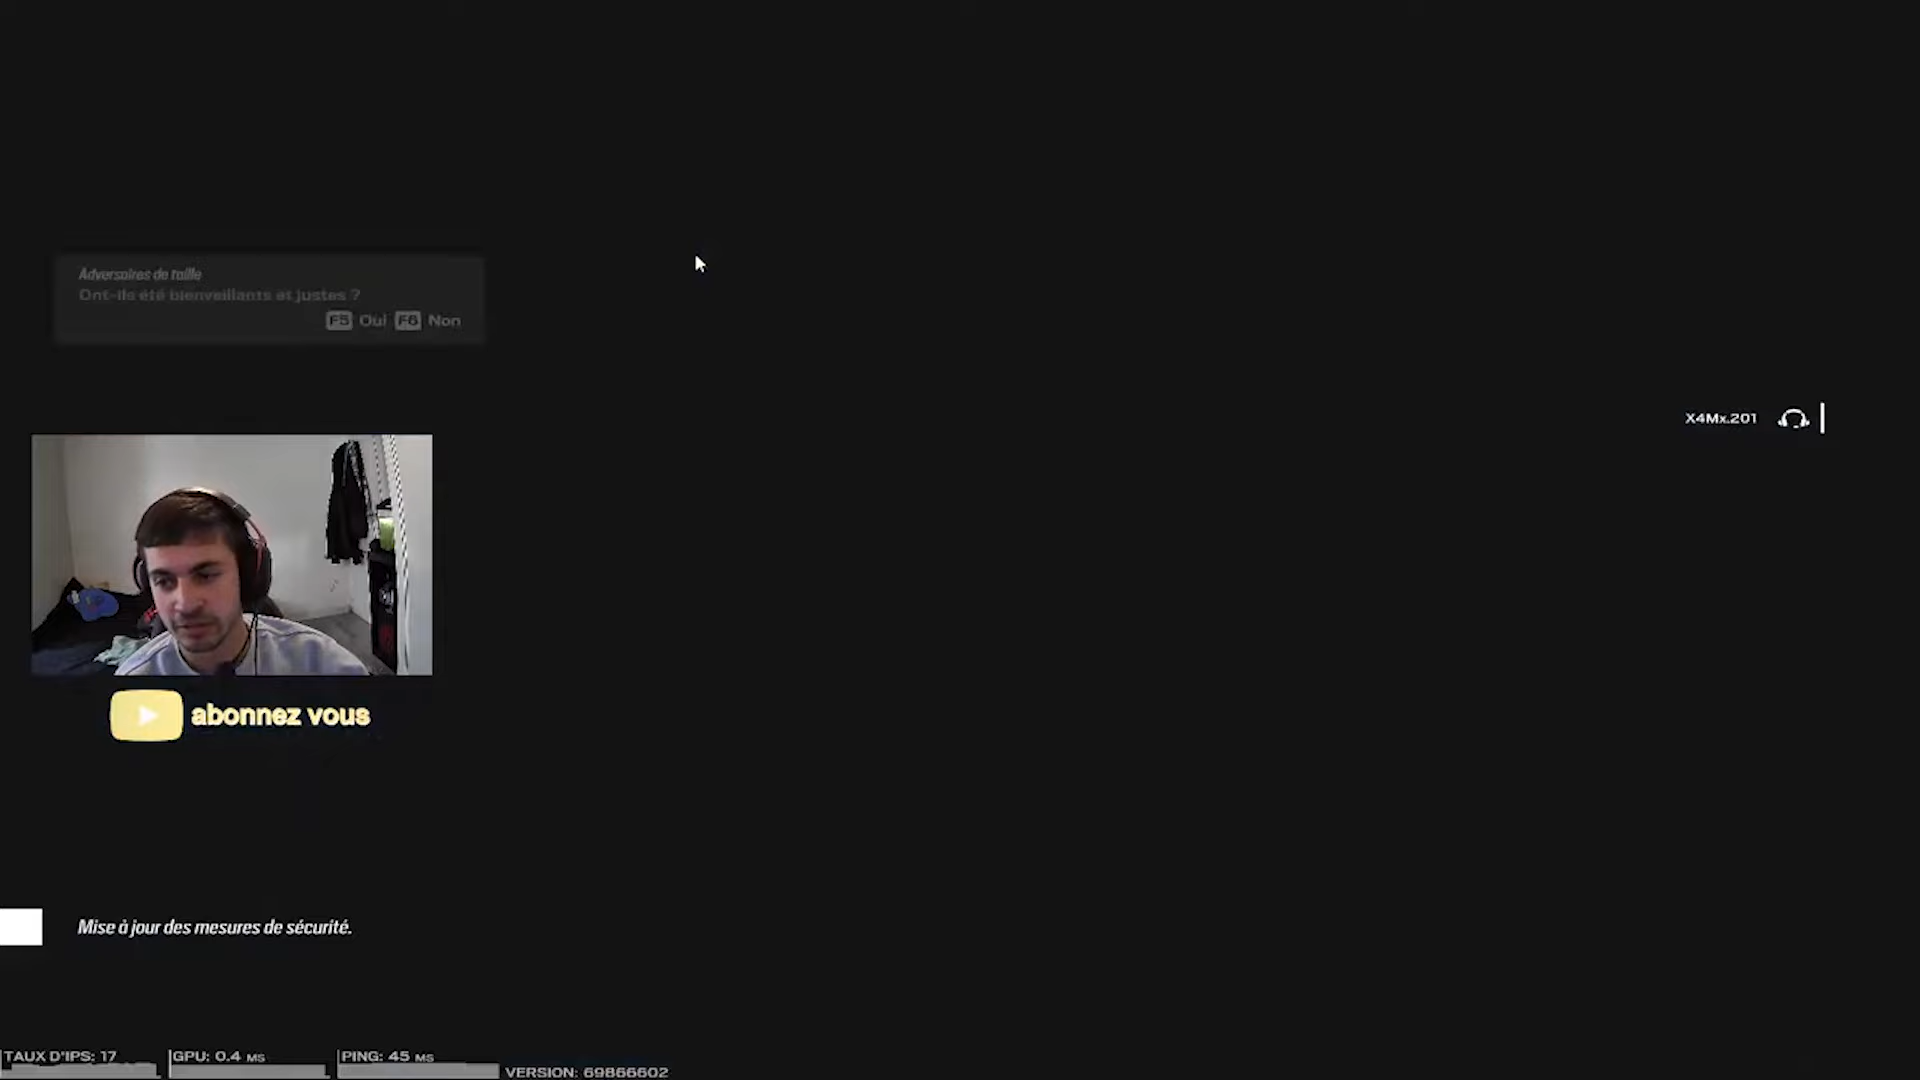 Adversaires de taille
Ont-ils été bienveillants et justes ?
F5 Oui F6 Non
X4Mx.201
abonnez vous
Mise à jour des mesures de sécurité.
TAUX D'IPS: 17
GPU: 0.4 MS
PING: 45 MS
VERSION: 69866602